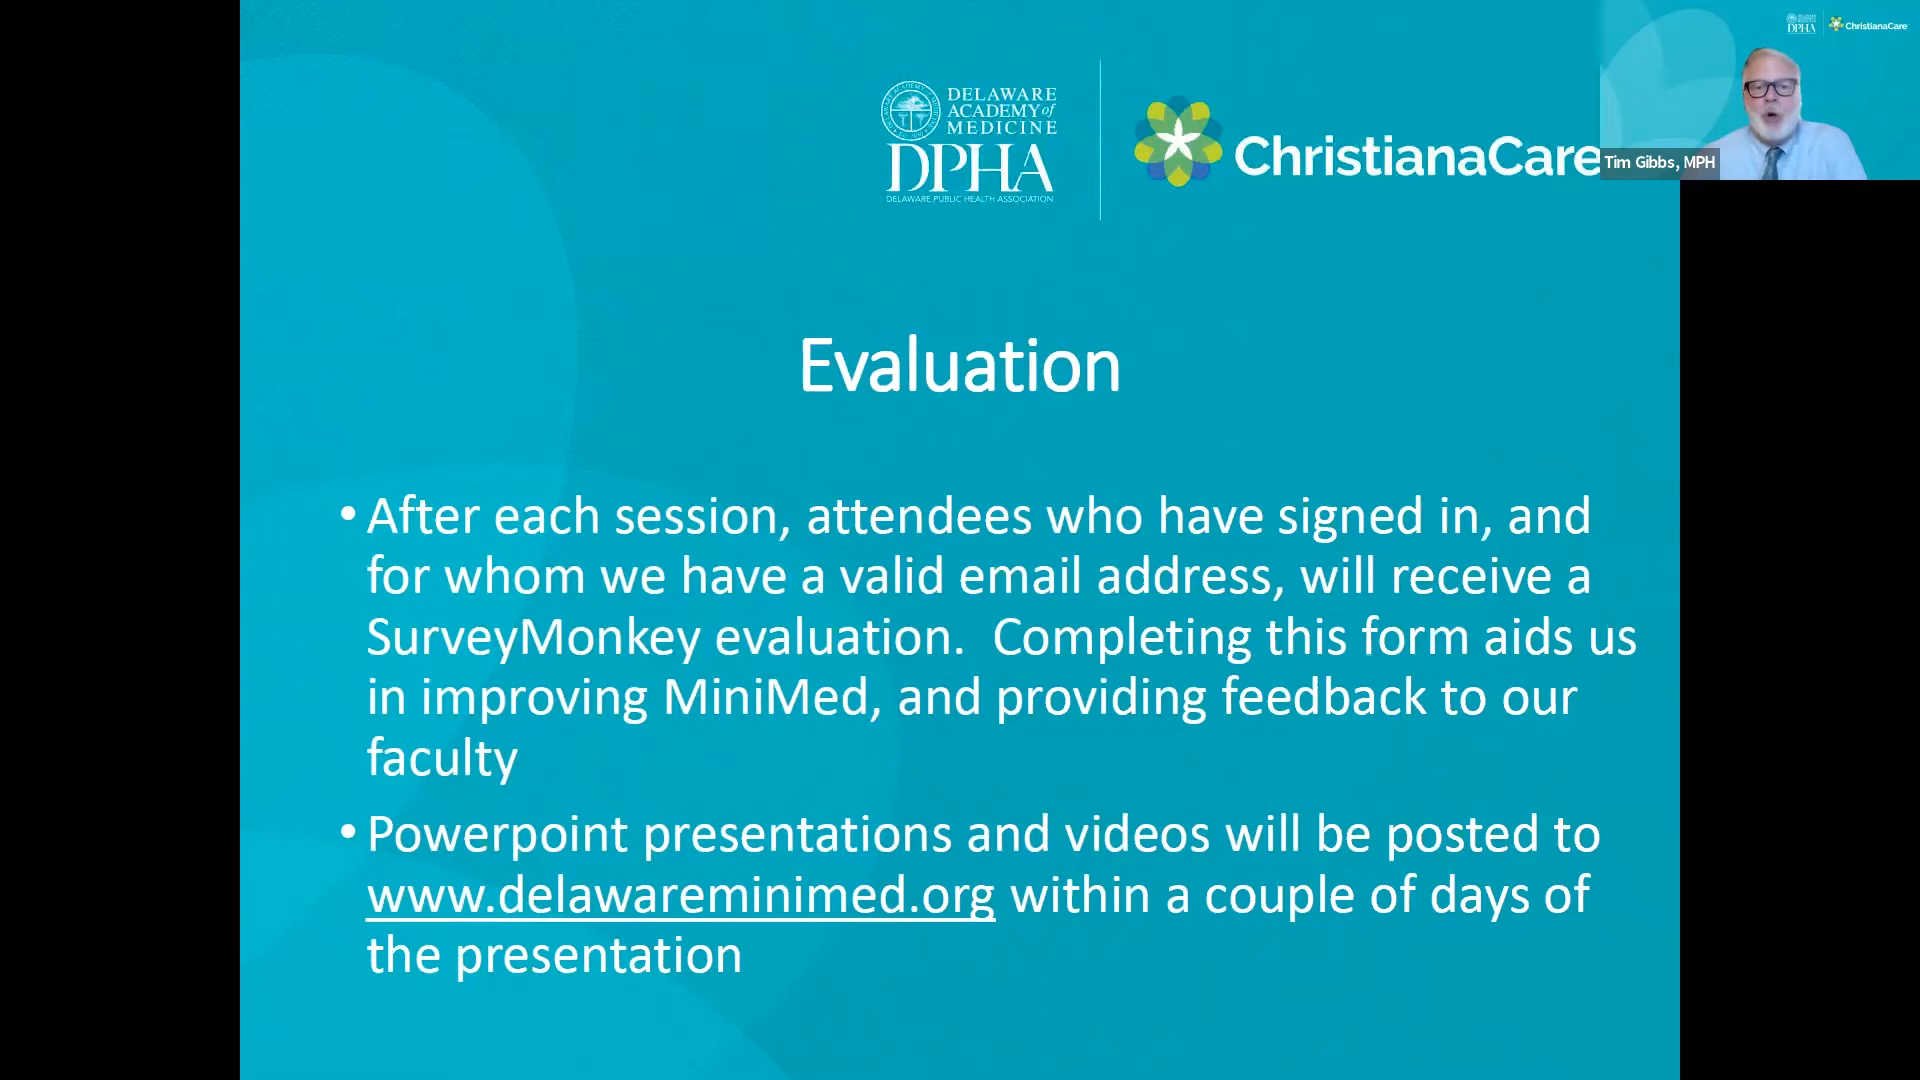 DELAWARE
ACADEMY of
MEDICINE
DPHA
DELAWARE PUBLIC HEALTH ASSOCIATION
ChristianaCare
DPHA
ChristianaCare
Tim Gibbs, MPH
Evaluation
• After each session, attendees who have signed in, and
for whom we have a valid email address, will receive a
SurveyMonkey evaluation.  Completing this form aids us
in improving MiniMed, and providing feedback to our
faculty
• Powerpoint presentations and videos will be posted to
www.delawareminimed.org within a couple of days of
the presentation